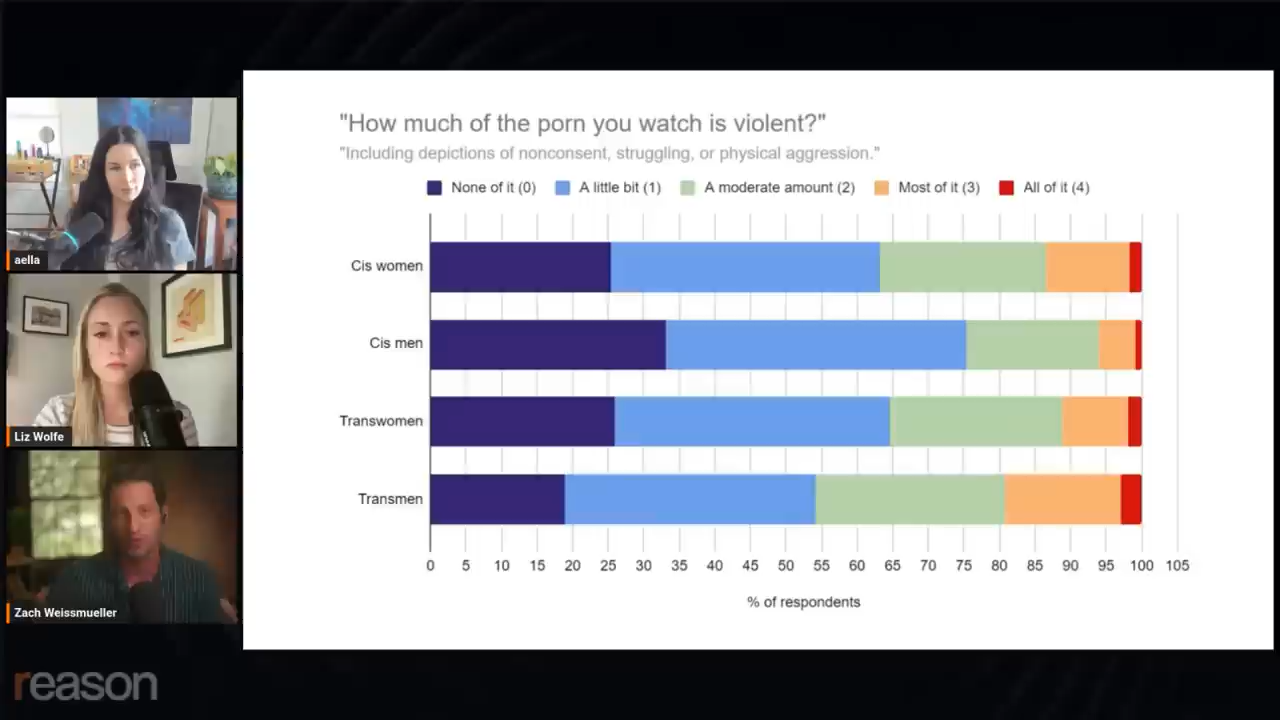 "How much of the porn you watch is violent?"
"Including depictions of nonconsent, struggling, or physical aggression."
None of it (0) A little bit (1) A moderate amount (2) Most of it (3) All of it (4)
Cis women
Cis men
Transwomen
Transmen
0 5 10 15 20 25 30 35 40 45 50 55 60 65 70 75 80 85 90 95 100 105
% of respondents
aella
Liz Wolfe
Zach Weissmueller
reason